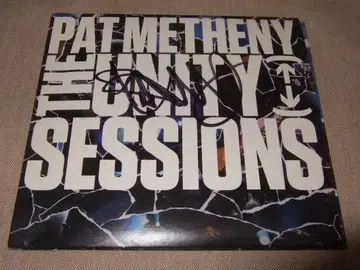 PAT METHENY
THE UNITY
SESSIONS